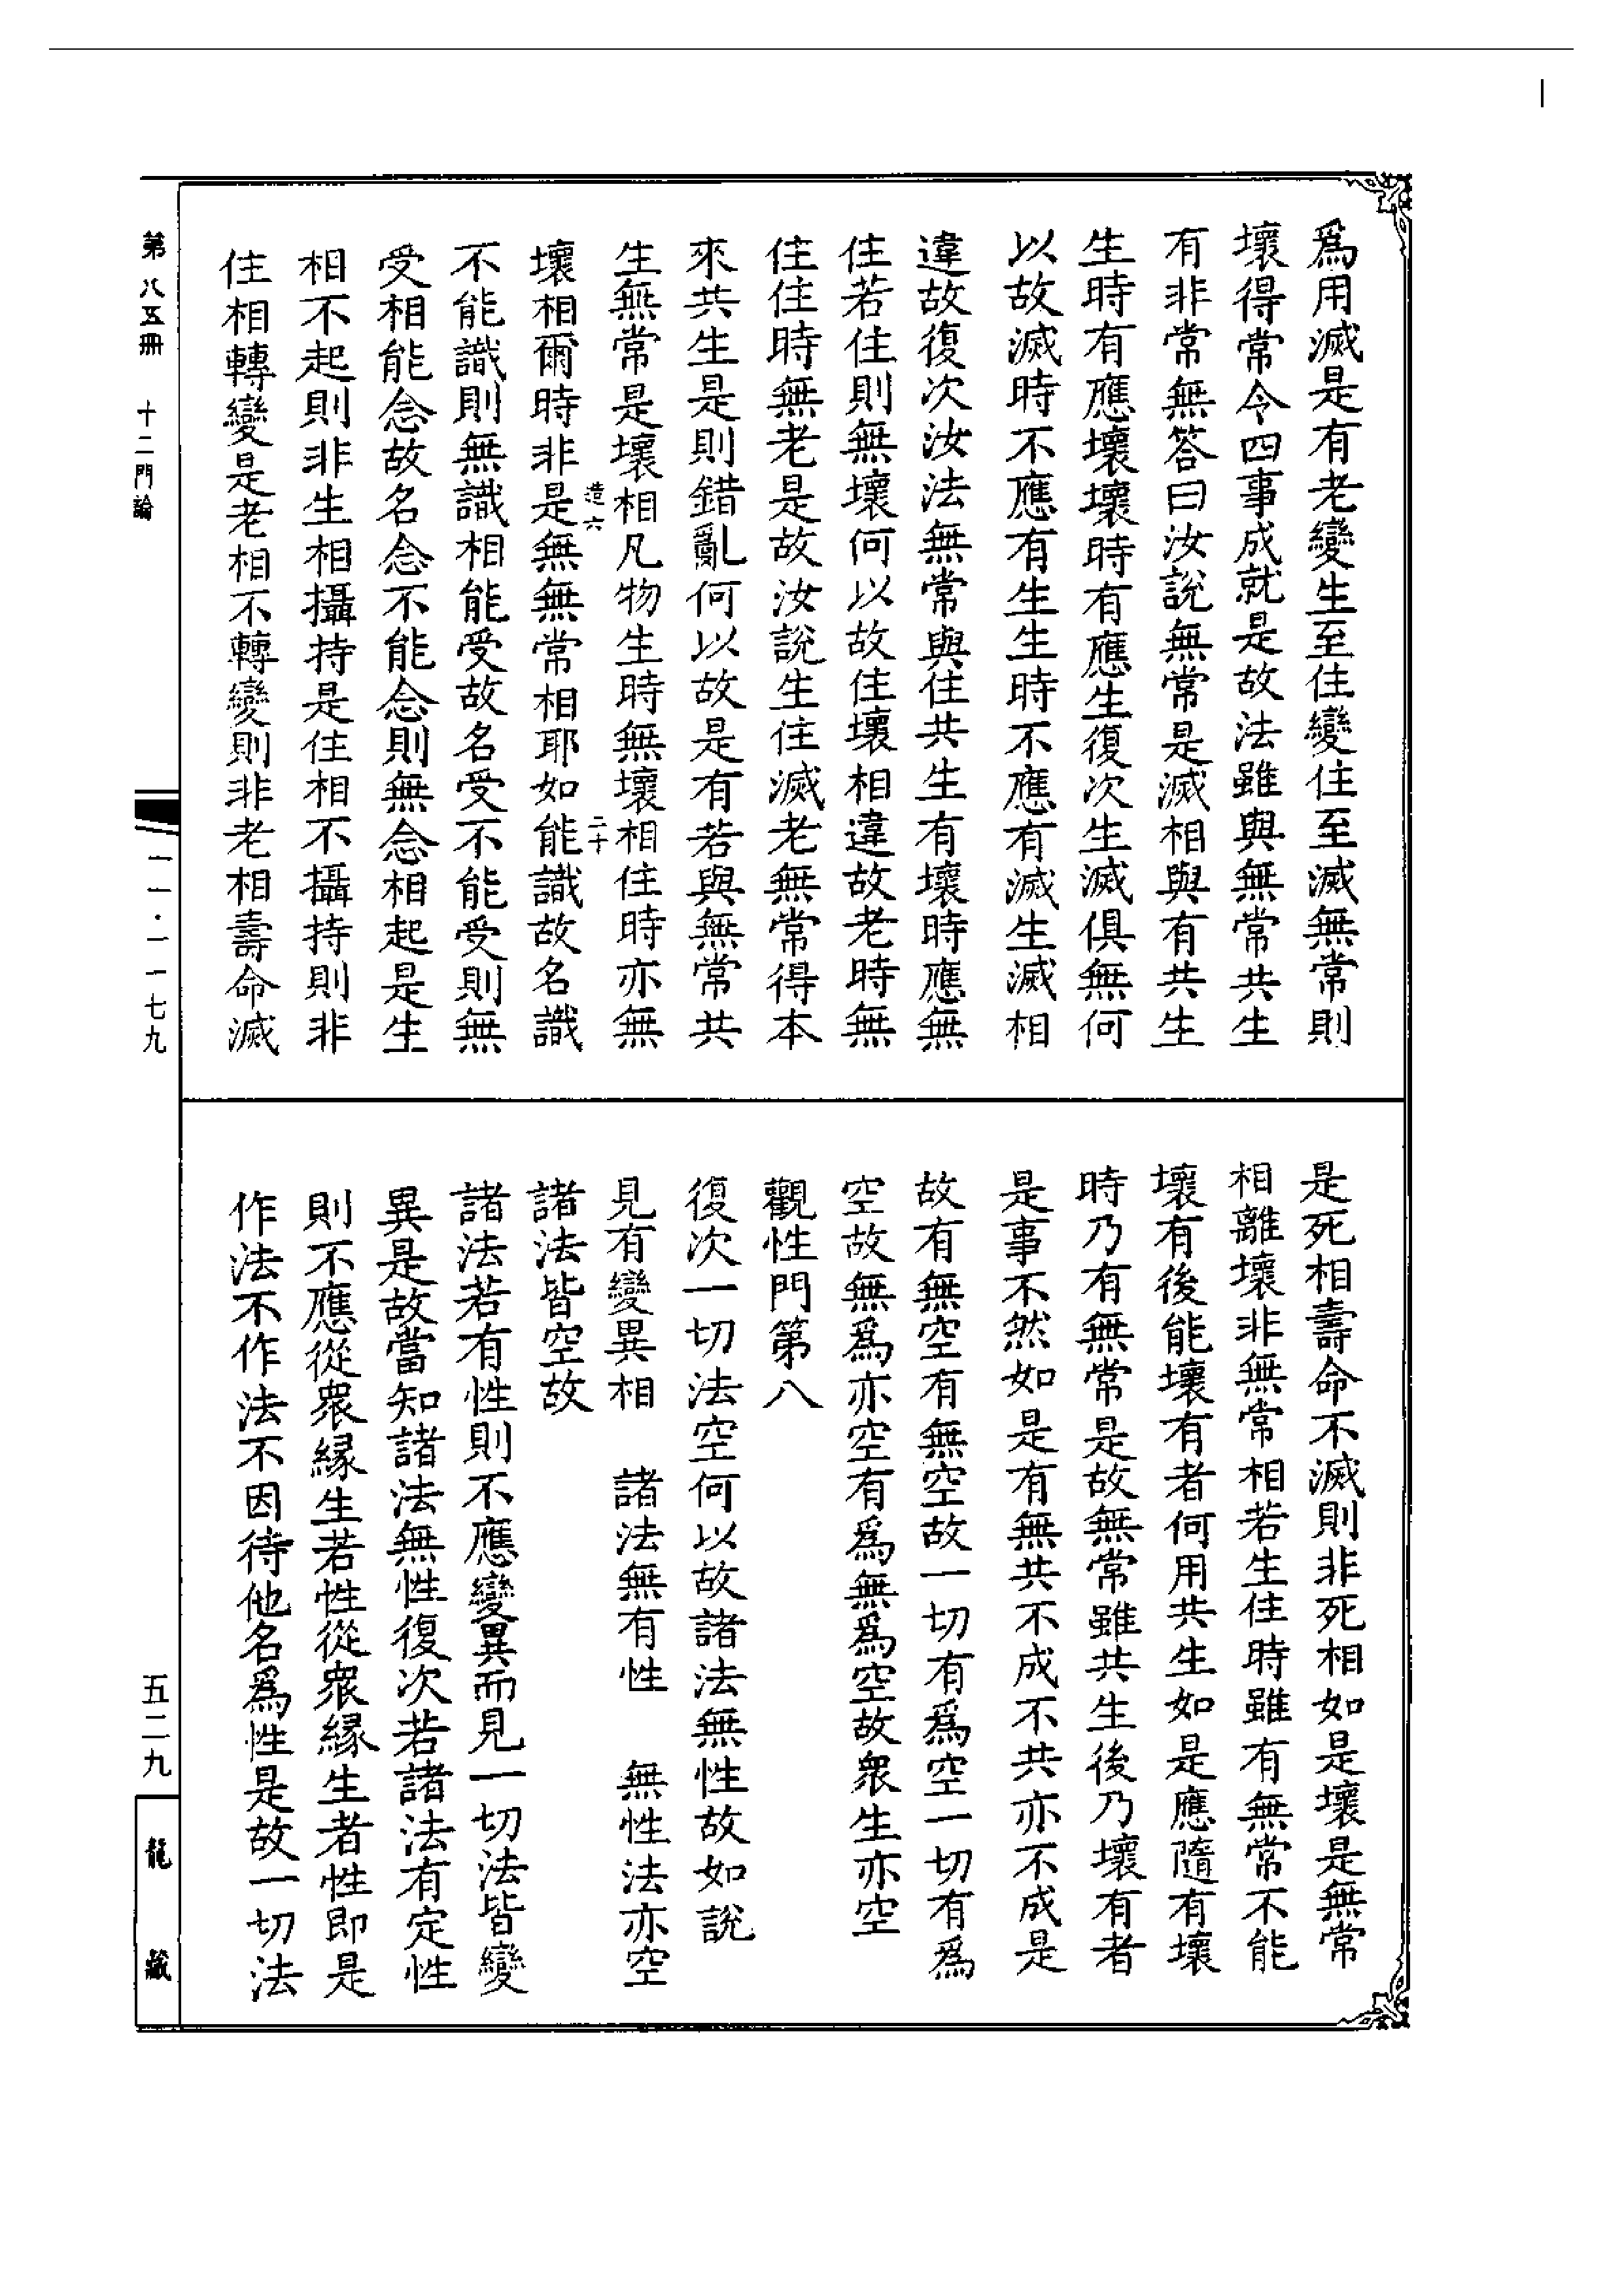 爲用滅是有老變生至住變住至滅無常則
壞得常令四事成就是故法雖與無常共生
有非常無答曰汝說無常是滅相與有共生
生時有應壞壞時有應生復次生滅俱無何
以故滅時不應有生生時不應有滅生滅相
違故復次汝法無常與住共生有壞時應無
住若住則無壞何以故住壞相違故老時無
住住時無老是故汝說生住滅老無常得本
來共生是則錯亂何以故是有若與無常共
生無常是壞相凡物生時無壞相住時亦無
造六 二十
壞相爾時非是無無常相耶如能識故名識
不能識則無識相能受故名受不能受則無
受相能念故名念不能念則無念相起是生
相不起則非生相攝持是住相不攝持則非
住相轉變是老相不轉變則非老相壽命滅
是死相壽命不滅則非死相如是壞是無常
相離壞非無常相若生住時雖有無常不能
壞有後能壞有者何用共生如是應隨有壞
時乃有無常是故無常雖共生後乃壞有者
是事不然如是有無共不成不共亦不成是
故有無空有無空故一切有爲空一切有爲
空故無爲亦空有爲無爲空故衆生亦空
觀性門第八
復次一切法空何以故諸法無性故如說
見有變異相 諸法無有性 無性法亦空
諸法皆空故
諸法若有性則不應變異而見一切法皆變
異是故當知諸法無性復次若諸法有定性
則不應從衆緣生若性從衆緣生者性即是
作法不作法不因待他名爲性是故一切法
第八五冊 十二門論
一一·一一七九
五二九
龍藏